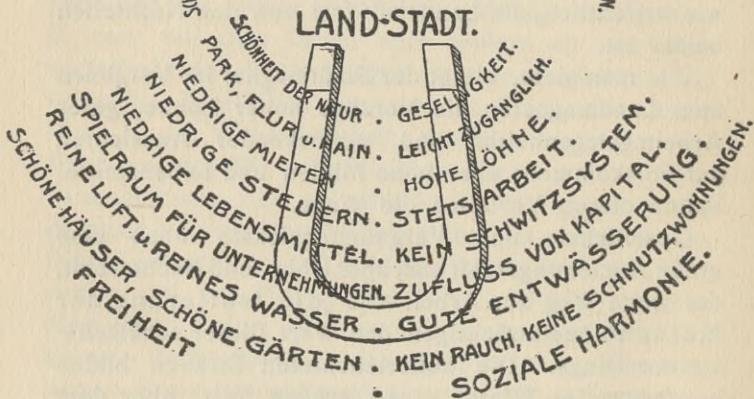 LAND-STADT.
SCHÖNHEIT DER NATUR. GESELLIGKEIT.
PARK, FLUR u. HAIN. LEICHT ZUGÄNGLICH.
NIEDRIGE MIETEN. HOHE LÖHNE.
NIEDRIGE STEUERN. STETS ARBEIT.
NIEDRIGE LEBENSMITTEL. KEIN SCHWITZSYSTEM.
SPIELRAUM FÜR UNTERNEHMUNGEN. ZUFLUSS VON KAPITAL.
REINE LUFT u. REINES WASSER. GUTE ENTWÄSSERUNG.
SCHÖNE HÄUSER, SCHÖNE GÄRTEN. KEIN RAUCH, KEINE SCHMUTZWOHNUNGEN.
FREIHEIT. SOZIALE HARMONIE.